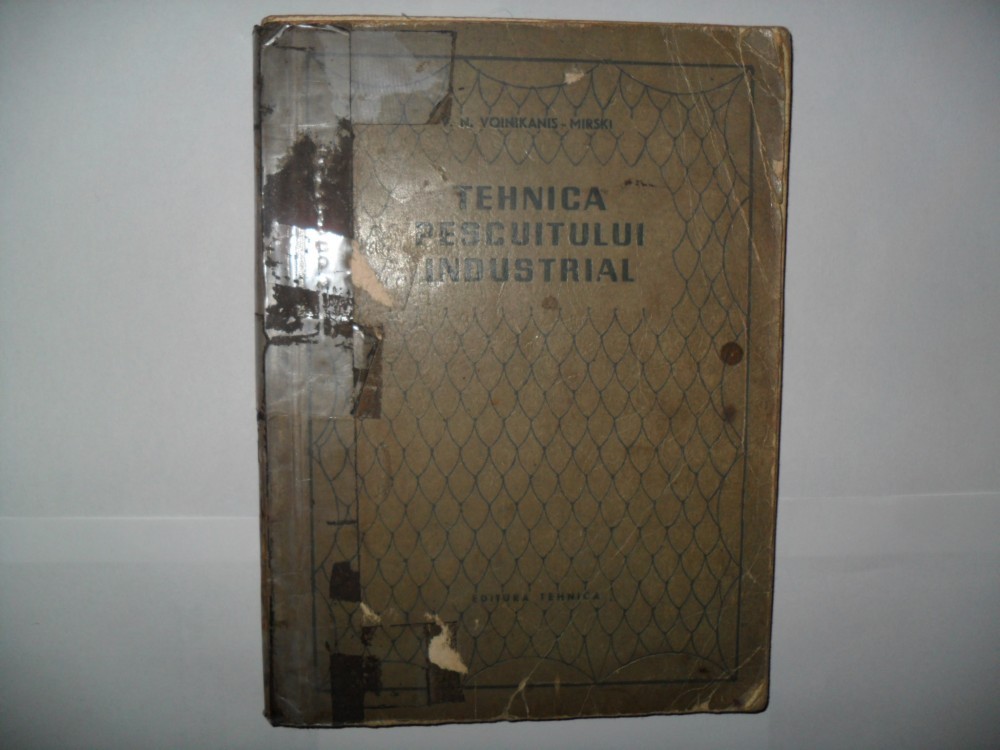 V. N. VOINIKANIS - MIRSKI
TEHNICA
PESCUITULUI
INDUSTRIAL
EDITURA TEHNICA